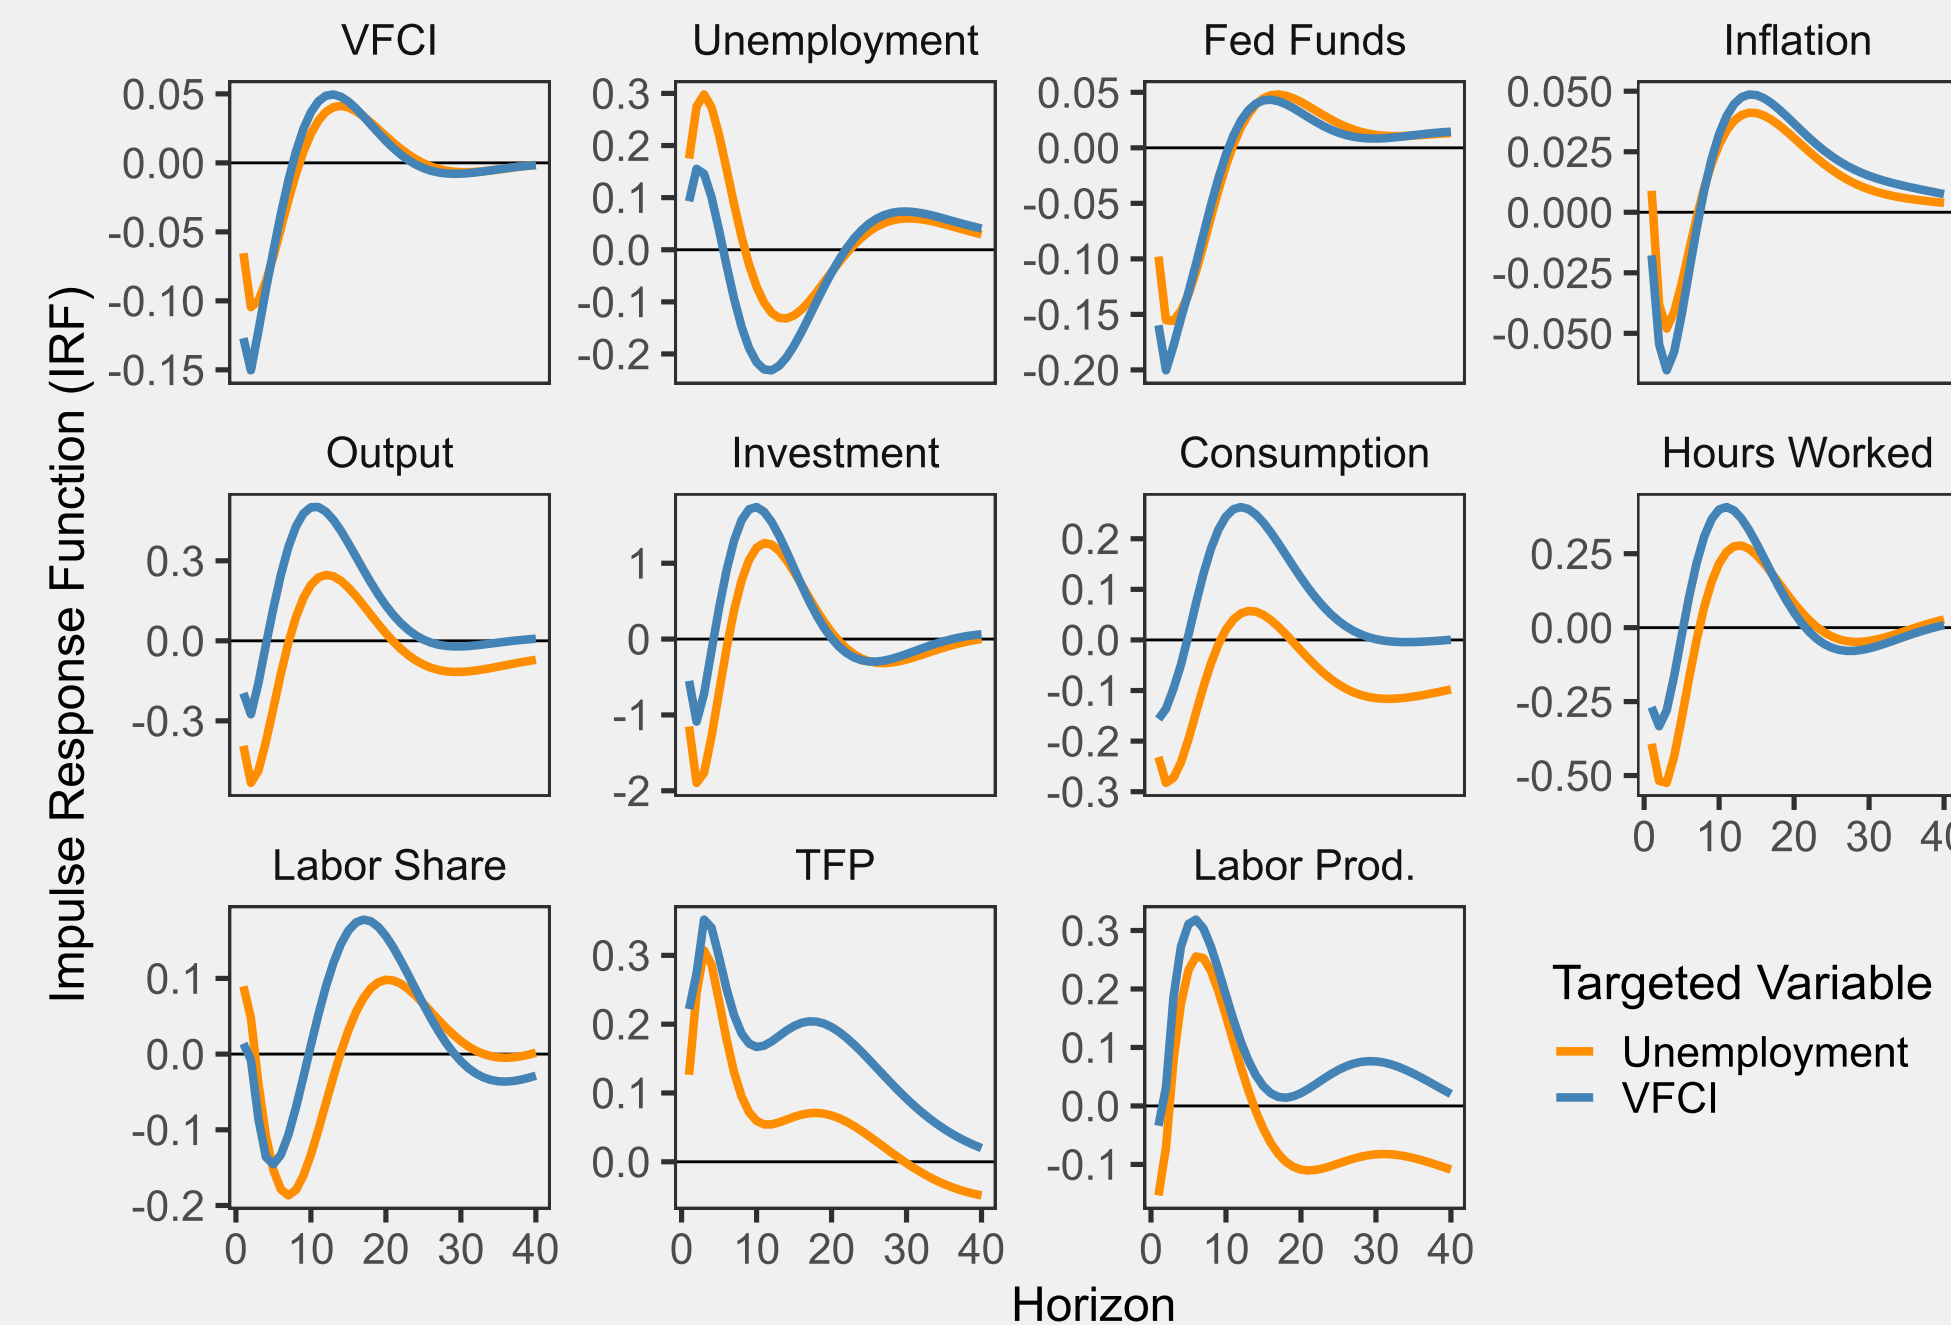 VFCI
Unemployment
Fed Funds
Inflation
0.05
0.00
-0.05
-0.10
-0.15
0.3
0.2
0.1
0.0
-0.1
-0.2
0.05
0.00
-0.05
-0.10
-0.15
-0.20
0.050
0.025
0.000
-0.025
-0.050
Impulse Response Function (IRF)
Output
Investment
Consumption
Hours Worked
0.3
0.0
-0.3
1
0
-1
-2
0.2
0.1
0.0
-0.1
-0.2
-0.3
0.25
0.00
-0.25
-0.50
0 10 20 30 40
Labor Share
TFP
Labor Prod.
0.1
0.0
-0.1
-0.2
0 10 20 30 40
0.3
0.2
0.1
0.0
0 10 20 30 40
0.3
0.2
0.1
0.0
-0.1
0 10 20 30 40
Targeted Variable
Unemployment
VFCI
Horizon